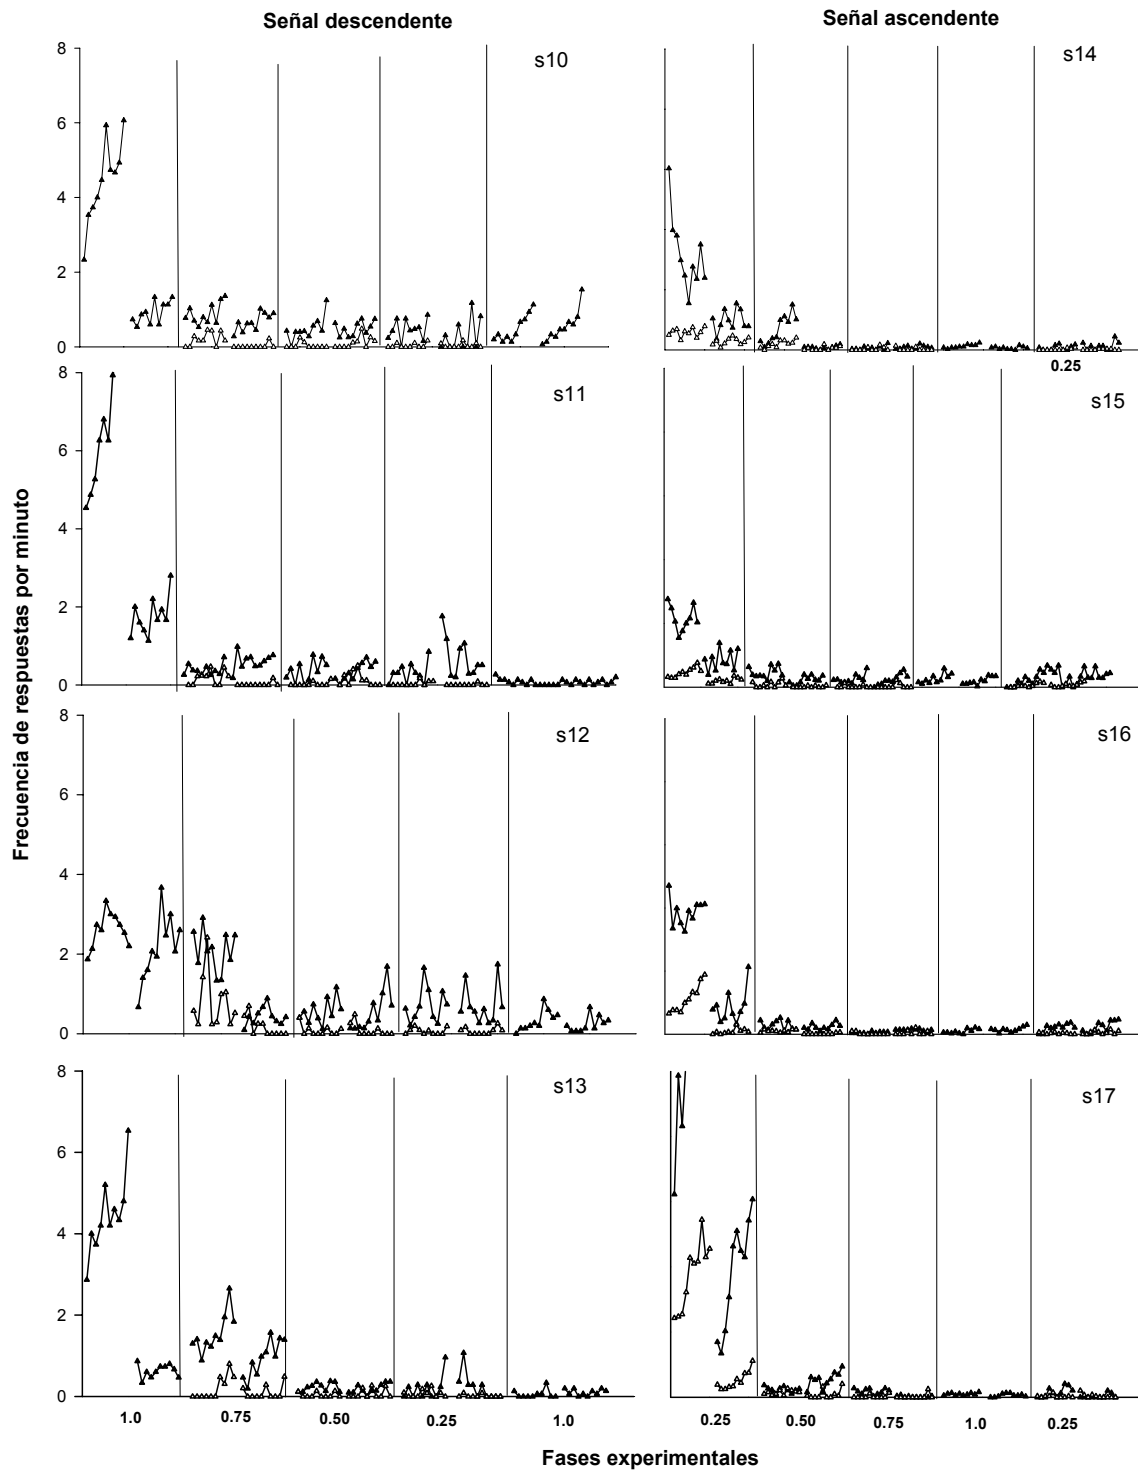 Señal descendente
Señal ascendente
8
6
4
2
0
s10
s14
0.25
8
6
4
2
0
s11
s15
8
6
4
2
0
s12
s16
8
6
4
2
0
s13
s17
1.0 0.75 0.50 0.25 1.0
0.25 0.50 0.75 1.0 0.25
Frecuencia de respuestas por minuto
Fases experimentales